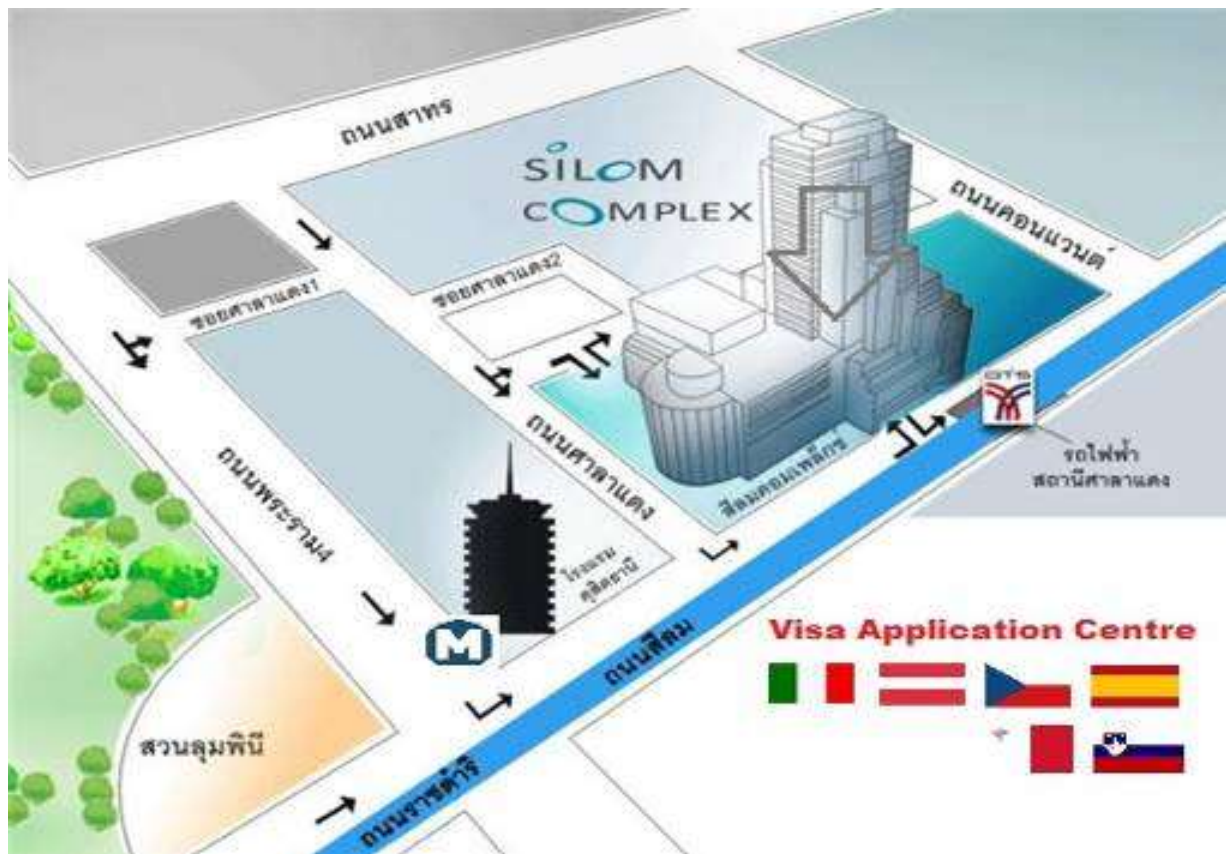 ถนนสาทร
SILOM
COMPLEX
ถนนคอนแวนต์
ซอยศาลาแดง2
ซอยศาลาแดง1
BTS
รถไฟฟ้า
สถานีศาลาแดง
ถนนศาลาแดง
สีลมคอมเพล็กซ์
ถนนพระราม4
โรงแรม
ดุสิตธานี
M
ถนนสีลม
Visa Application Centre
สวนลุมพินี
ถนนราชดำริ